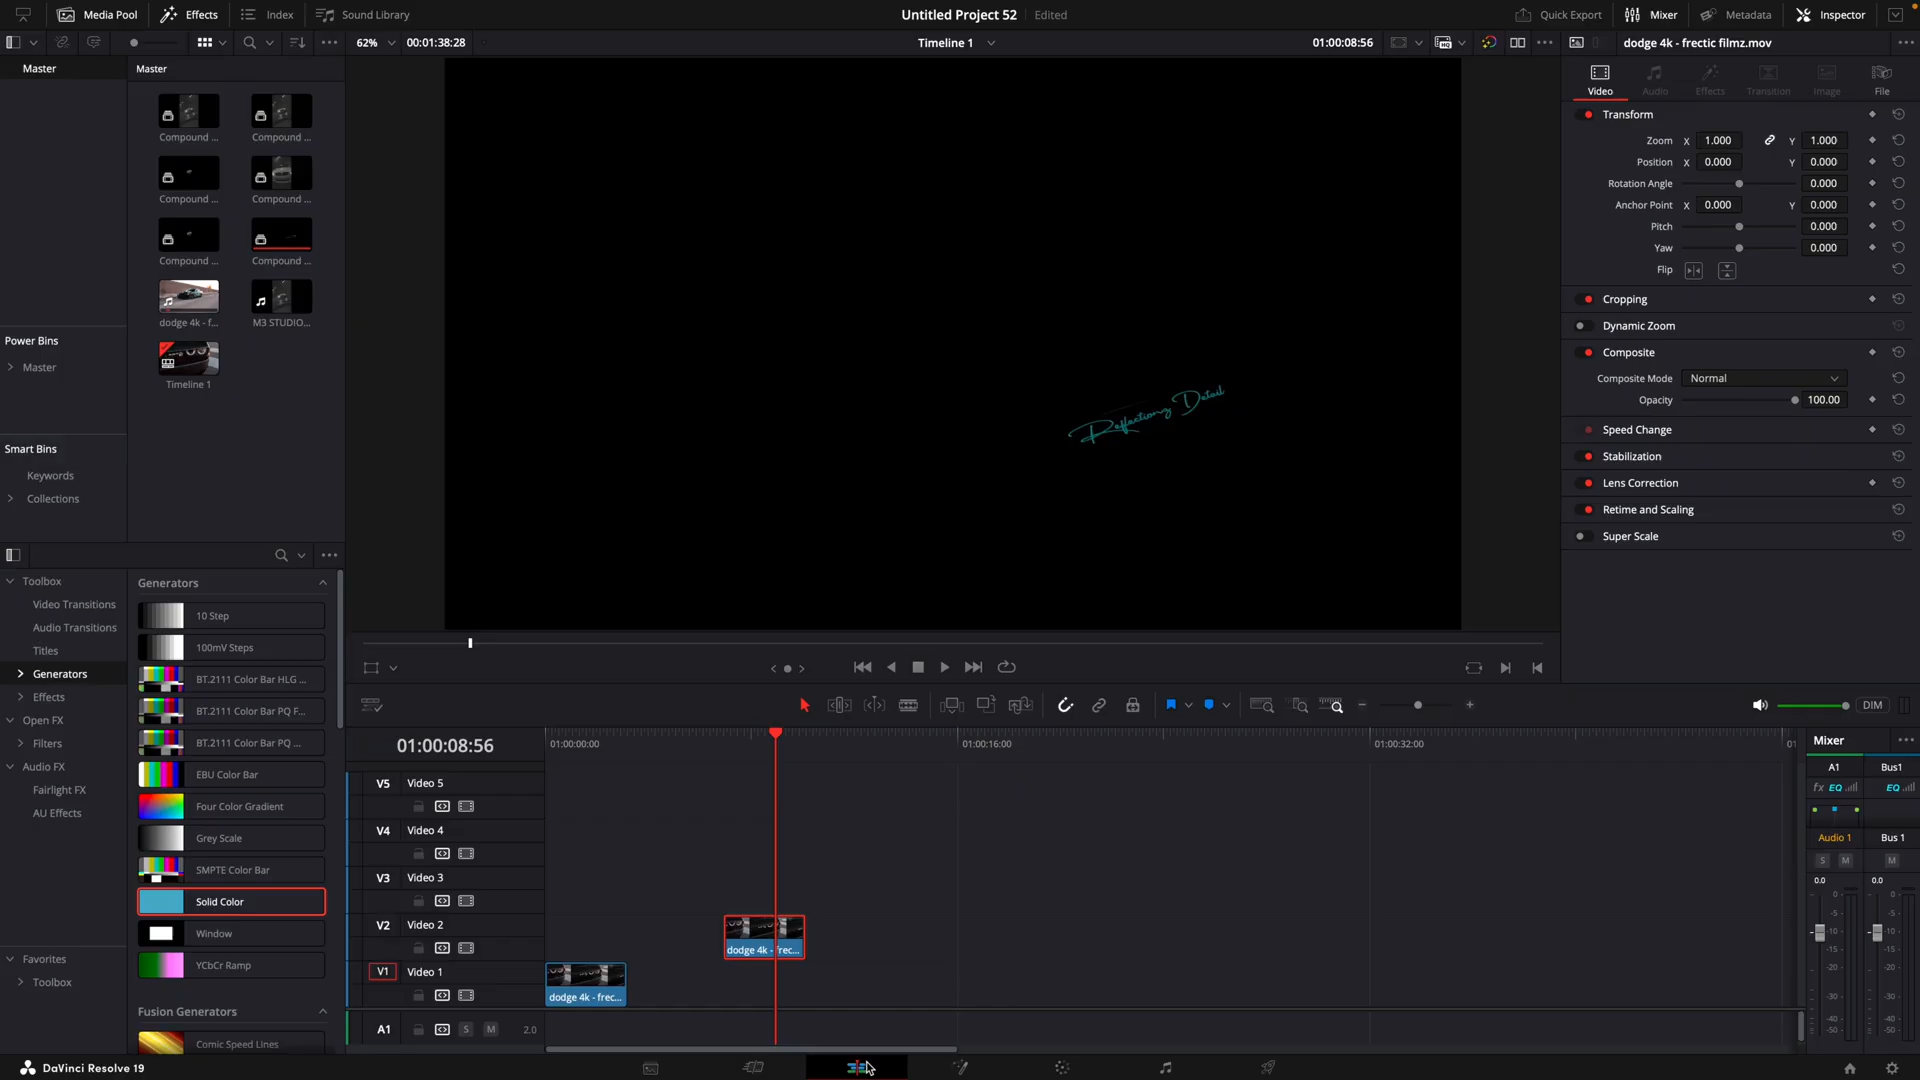 Media Pool
Effects
Index
Sound Library
Untitled Project 52
Edited
Quick Export
Mixer
Metadata
Inspector
62%
00:01:38:28
Timeline 1
01:00:08:56
dodge 4k - frectic filmz.mov
Master
Master
Video
Audio
Effects
Transition
Image
File
Compound ...
Compound ...
Compound ...
Compound ...
Compound ...
Compound ...
dodge 4k - f...
M3 STUDIO...
Timeline 1
Power Bins
Master
Smart Bins
Keywords
Collections
Reflectionz Detail
Transform
Zoom X 1.000 Y 1.000
Position X 0.000 Y 0.000
Rotation Angle 0.000
Anchor Point X 0.000 Y 0.000
Pitch 0.000
Yaw 0.000
Flip
Cropping
Dynamic Zoom
Composite
Composite Mode Normal
Opacity 100.00
Speed Change
Stabilization
Lens Correction
Retime and Scaling
Super Scale
Toolbox
Video Transitions
Audio Transitions
Titles
Generators
Effects
Open FX
Filters
Audio FX
Fairlight FX
AU Effects
Favorites
Toolbox
Generators
10 Step
100mV Steps
BT.2111 Color Bar HLG ...
BT.2111 Color Bar PQ F...
BT.2111 Color Bar PQ ...
EBU Color Bar
Four Color Gradient
Grey Scale
SMPTE Color Bar
Solid Color
Window
YCbCr Ramp
Fusion Generators
Comic Speed Lines
DIM
01:00:08:56
01:00:00:00
01:00:16:00
01:00:32:00
01
V5 Video 5
V4 Video 4
V3 Video 3
V2 Video 2
dodge 4k - frec...
V1 Video 1
dodge 4k - frec...
A1 S M 2.0
Mixer
A1 Bus1
fx EQ EQ
Audio 1 Bus 1
S M M
0.0 0.0
0
-5
-10
-15
-20
-30
-40
-50
0
-5
-10
-15
-20
-30
-40
-50
DaVinci Resolve 19